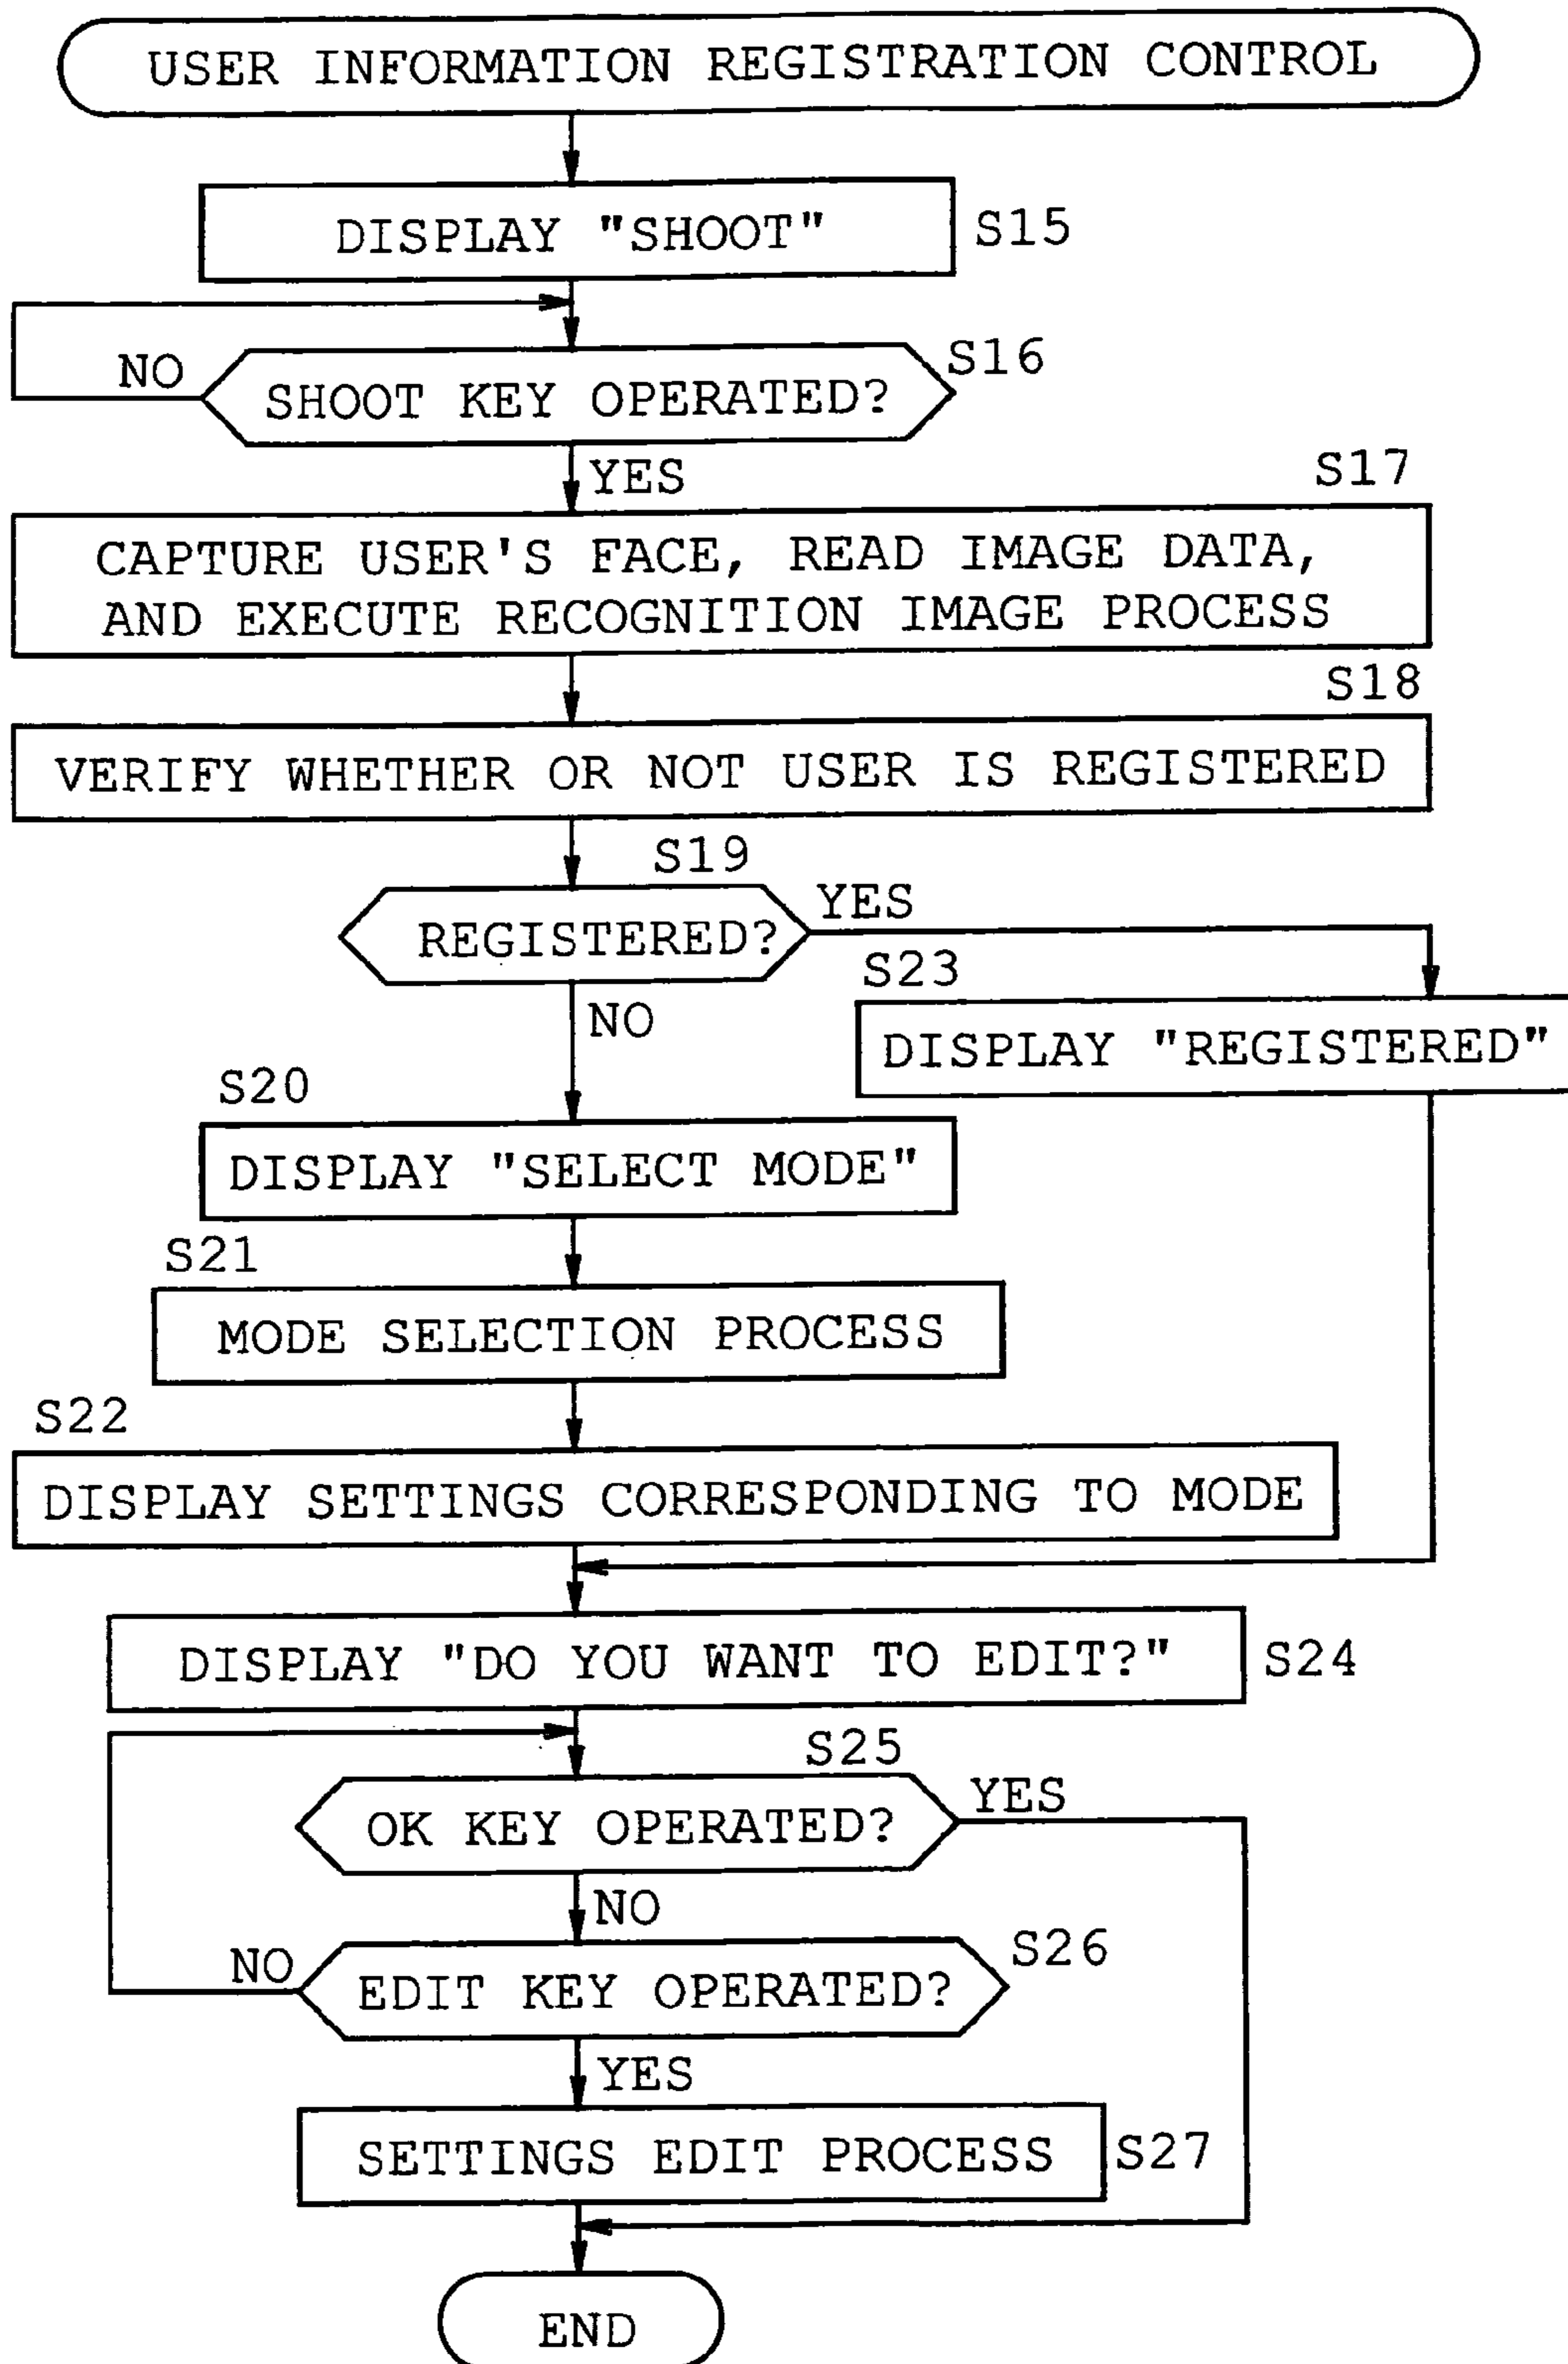 USER INFORMATION REGISTRATION CONTROL
DISPLAY "SHOOT"
S15
NO
SHOOT KEY OPERATED?
S16
YES
S17
CAPTURE USER'S FACE, READ IMAGE DATA,
AND EXECUTE RECOGNITION IMAGE PROCESS
S18
VERIFY WHETHER OR NOT USER IS REGISTERED
S19
REGISTERED?
YES
S23
NO
DISPLAY "REGISTERED"
S20
DISPLAY "SELECT MODE"
S21
MODE SELECTION PROCESS
S22
DISPLAY SETTINGS CORRESPONDING TO MODE
DISPLAY "DO YOU WANT TO EDIT?"
S24
S25
OK KEY OPERATED?
YES
NO
S26
NO
EDIT KEY OPERATED?
YES
SETTINGS EDIT PROCESS
S27
END